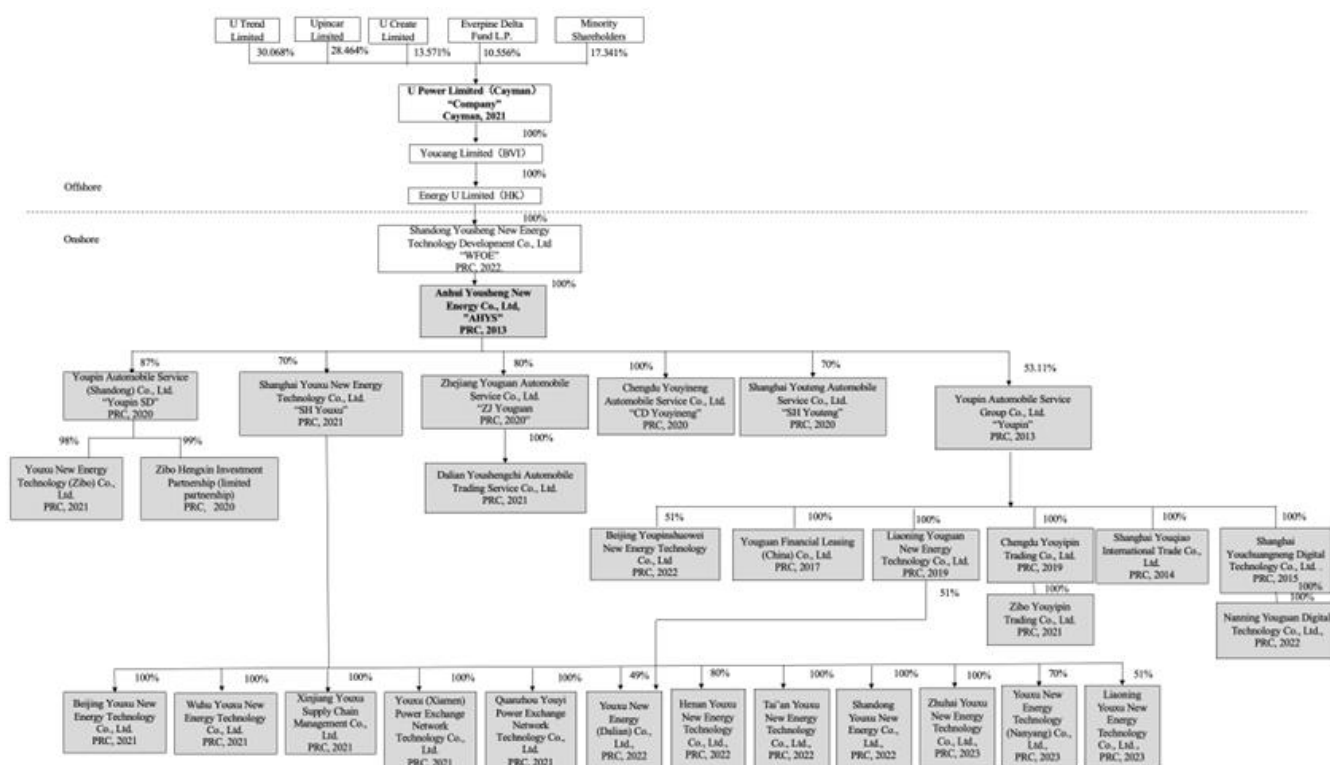 U Trend
Limited
Upincar
Limited
U Create
Limited
Everpine Delta
Fund L.P.
Minority
Shareholders
30.068%
28.464%
13.571%
10.556%
17.341%
U Power Limited (Cayman)
“Company”
Cayman, 2021
100%
Youcang Limited (BVI)
100%
Offshore
Energy U Limited (HK)
100%
Onshore
Shandong Yousheng New Energy
Technology Development Co., Ltd
“WFOE”
PRC, 2022
100%
Anhui Yousheng New
Energy Co., Ltd,
”AHYS”
PRC, 2013
87%
70%
80%
100%
70%
53.11%
Youpin Automobile Service
(Shandong) Co., Ltd.
“Youpin SD”
PRC, 2020
Shanghai Youxu New Energy
Technology Co., Ltd.
“SH Youxu”
PRC, 2021
Zhejiang Youguan Automobile
Service Co., Ltd.
“ZJ Youguan
PRC, 2020”
Chengdu Youyineng
Automobile Service Co., Ltd.
“CD Youyineng”
PRC, 2020
Shanghai Youteng Automobile
Service Co., Ltd.
“SH Youteng”
PRC, 2020
Youpin Automobile Service
Group Co., Ltd.
“Youpin”
PRC, 2013
98%
99%
100%
Youxu New Energy
Technology (Zibo) Co.,
Ltd.
PRC, 2021
Zibo Hengxin Investment
Partnership (limited
partnership)
PRC, 2020
Dalian Youshengchi Automobile
Trading Service Co., Ltd.
PRC, 2021
51%
100%
100%
100%
100%
100%
Beijing Youpinshuowei
New Energy Technology
Co., Ltd
PRC, 2022
Youguan Financial Leasing
(China) Co., Ltd.
PRC, 2017
Liaoning Youguan
New Energy
Technology Co., Ltd.
PRC, 2019
Chengdu Youyipin
Trading Co., Ltd.
PRC, 2019
Shanghai Youqiao
International Trade Co.,
Ltd.
PRC, 2014
Shanghai
Youchuangneng Digital
Technology Co., Ltd. .
PRC, 2015
100%
51%
100%
100%
Zibo Youyipin
Trading Co., Ltd.
PRC, 2021
Nanning Youguan Digital
Technology Co., Ltd.,
PRC, 2022
100%
100%
100%
100%
100%
49%
80%
100%
100%
100%
70%
51%
Beijing Youxu New
Energy Technology Co.,
Ltd.
PRC, 2021
Wuhu Youxu New
Energy Technology Co.,
Ltd.
PRC, 2021
Xinjiang Youxu
Supply Chain
Management Co.,
Ltd.
PRC, 2021
Youxu (Xiamen)
Power Exchange
Network
Technology Co.,
Ltd.
PRC, 2021
Quanzhou Youyi
Power Exchange
Network
Technology Co.,
Ltd.
PRC, 2021
Youxu New
Energy
(Dalian) Co.,
Ltd.,
PRC, 2022
Henan Youxu
New Energy
Technology Co.,
Ltd.,
PRC, 2022
Tai’an Youxu
New Energy
Technology Co.,
Ltd.,
PRC, 2022
Shandong
Youxu New
Energy Co.,
Ltd.,
PRC, 2022
Zhuhai Youxu
New Energy
Technology
Co., Ltd.,
PRC, 2023
Youxu New
Energy
Technology
(Nanyang) Co.,
Ltd.,
PRC, 2023
Liaoning
Youxu New
Energy
Technology
Co., Ltd.,
PRC, 2023